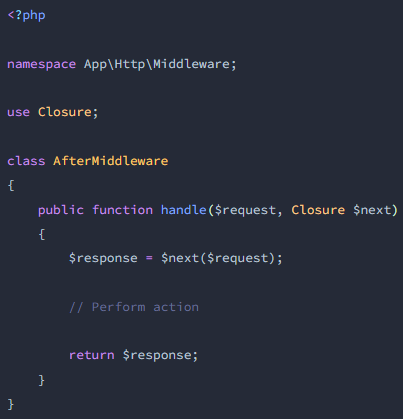 <?php
namespace App\Http\Middleware;
use Closure;
class AfterMiddleware
{
    public function handle($request, Closure $next)
    {
        $response = $next($request);
        // Perform action
        return $response;
    }
}